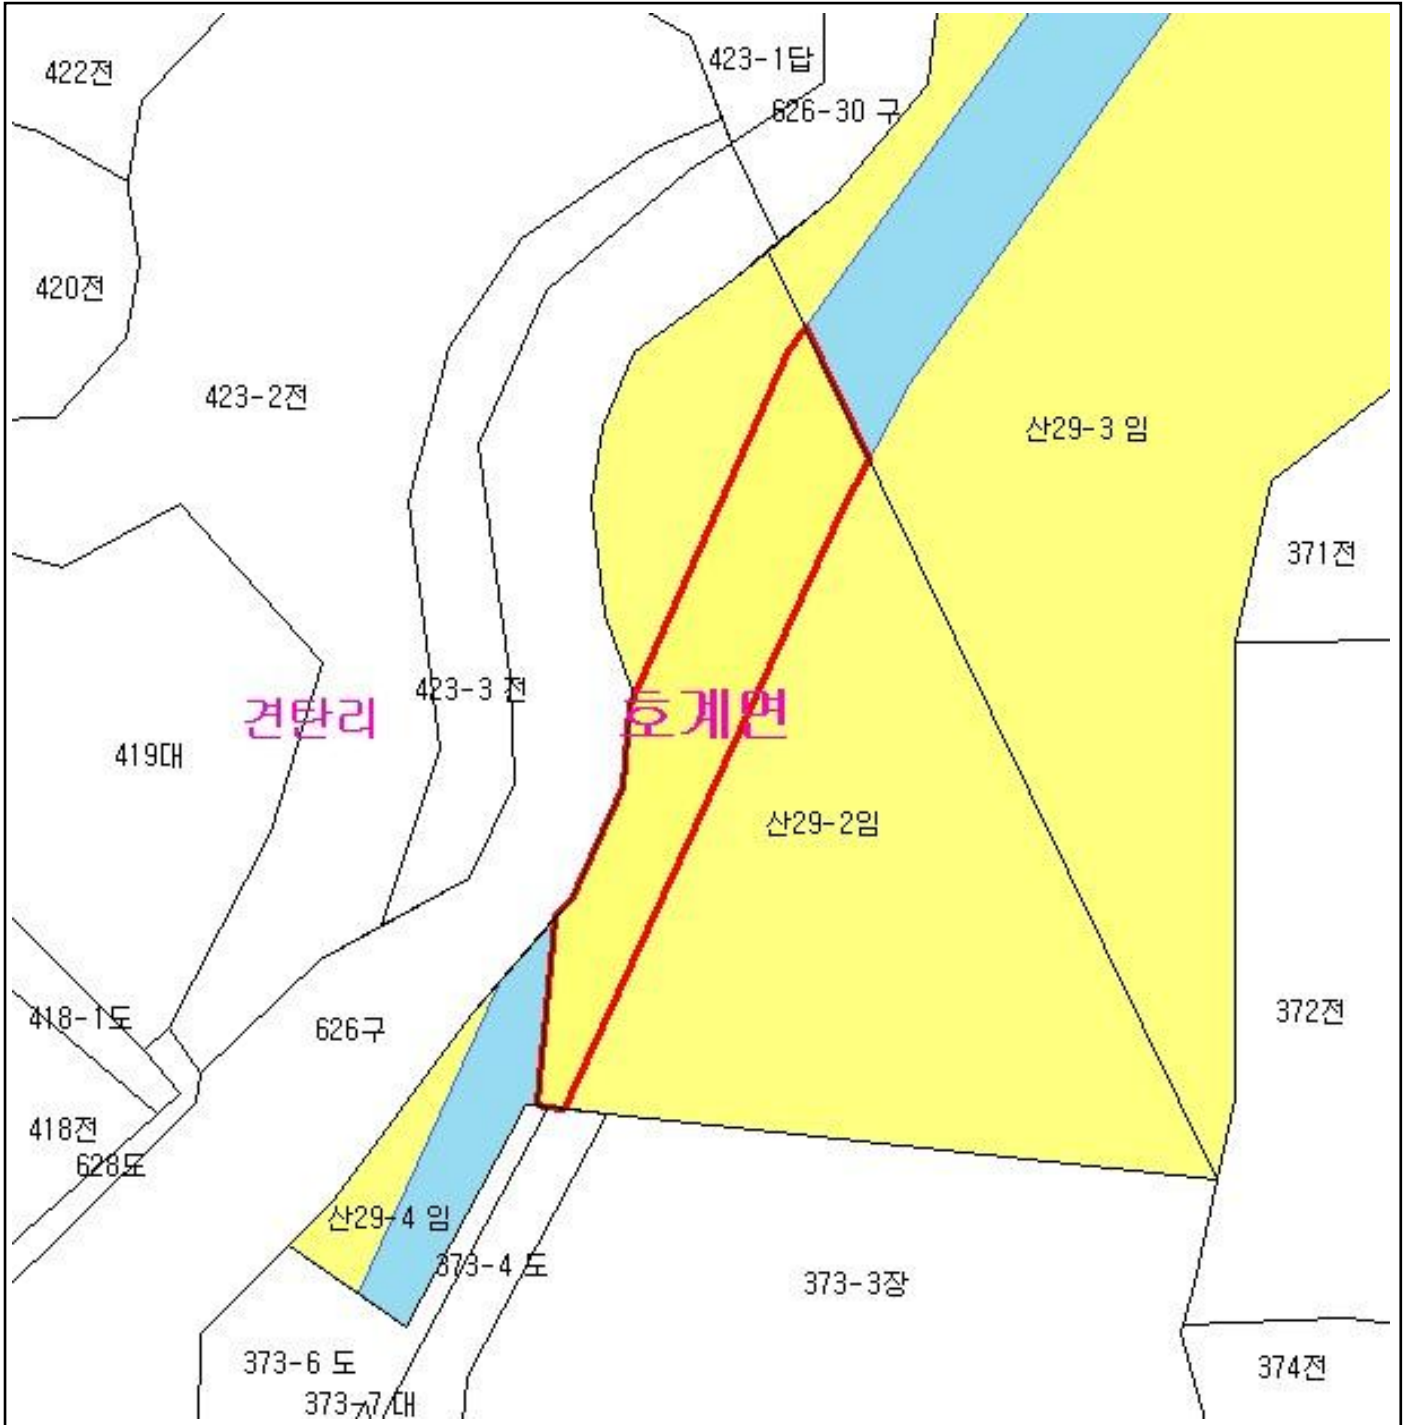 422전
423-1답
626-30 구
420전
423-2전
산29-3 임
371전
423-3 전
견탄리
호계면
419대
산29-2임
418-1도
626구
372전
418전
628도
산29-4 임
373-4 도
373-3장
373-6 도
374전
373-7대